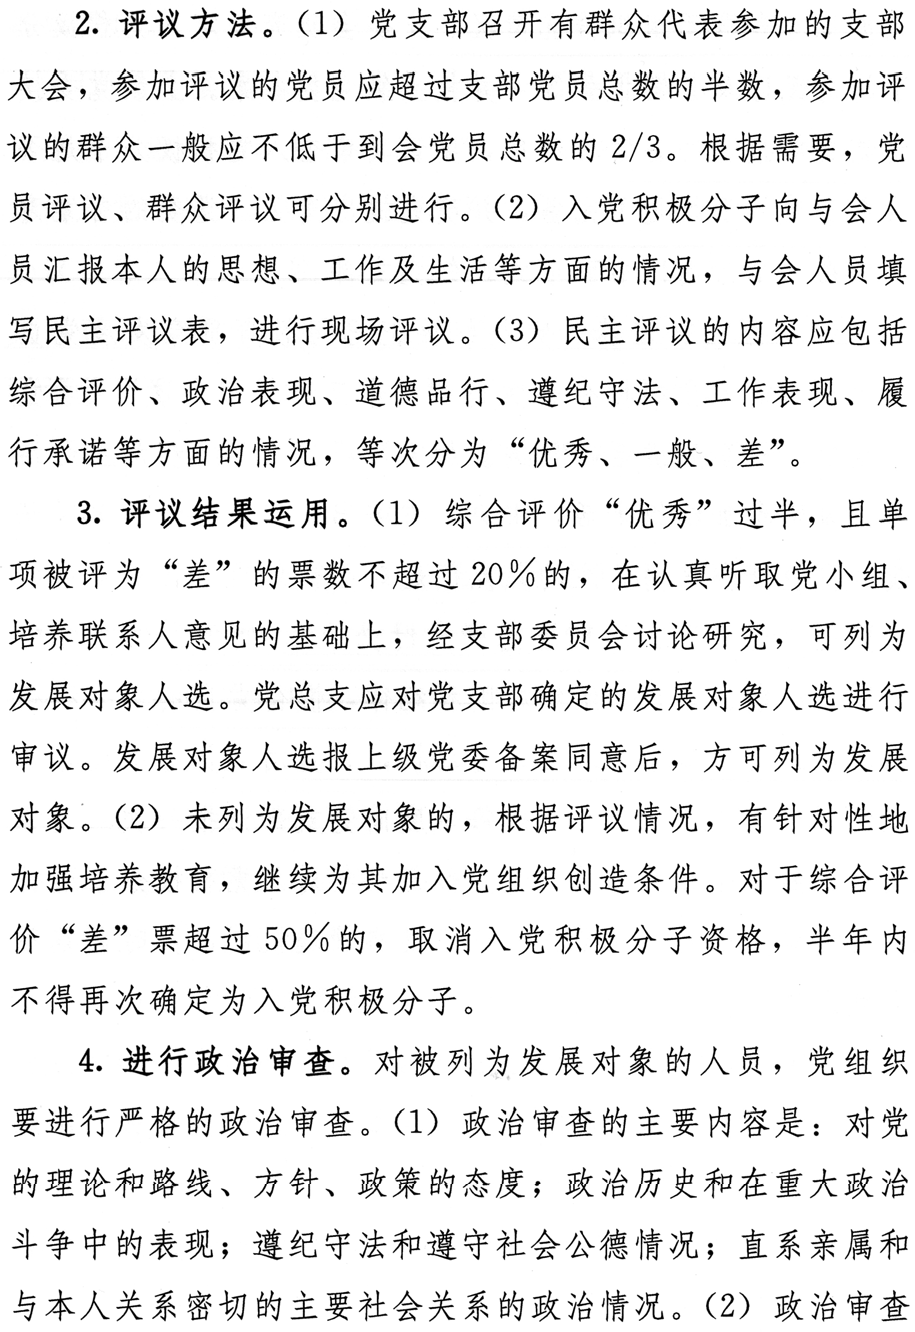 2. 评议方法。（1）党支部召开有群众代表参加的支部
大会，参加评议的党员应超过支部党员总数的半数，参加评
议的群众一般应不低于到会党员总数的 2/3。根据需要，党
员评议、群众评议可分别进行。（2）入党积极分子向与会人
员汇报本人的思想、工作及生活等方面的情况，与会人员填
写民主评议表，进行现场评议。（3）民主评议的内容应包括
综合评价、政治表现、道德品行、遵纪守法、工作表现、履
行承诺等方面的情况，等次分为“优秀、一般、差”。
3. 评议结果运用。（1）综合评价“优秀”过半，且单
项被评为“差”的票数不超过 20％的，在认真听取党小组、
培养联系人意见的基础上，经支部委员会讨论研究，可列为
发展对象人选。党总支应对党支部确定的发展对象人选进行
审议。发展对象人选报上级党委备案同意后，方可列为发展
对象。（2）未列为发展对象的，根据评议情况，有针对性地
加强培养教育，继续为其加入党组织创造条件。对于综合评
价“差”票超过 50％的，取消入党积极分子资格，半年内
不得再次确定为入党积极分子。
4. 进行政治审查。对被列为发展对象的人员，党组织
要进行严格的政治审查。（1）政治审查的主要内容是：对党
的理论和路线、方针、政策的态度；政治历史和在重大政治
斗争中的表现；遵纪守法和遵守社会公德情况；直系亲属和
与本人关系密切的主要社会关系的政治情况。（2）政治审查